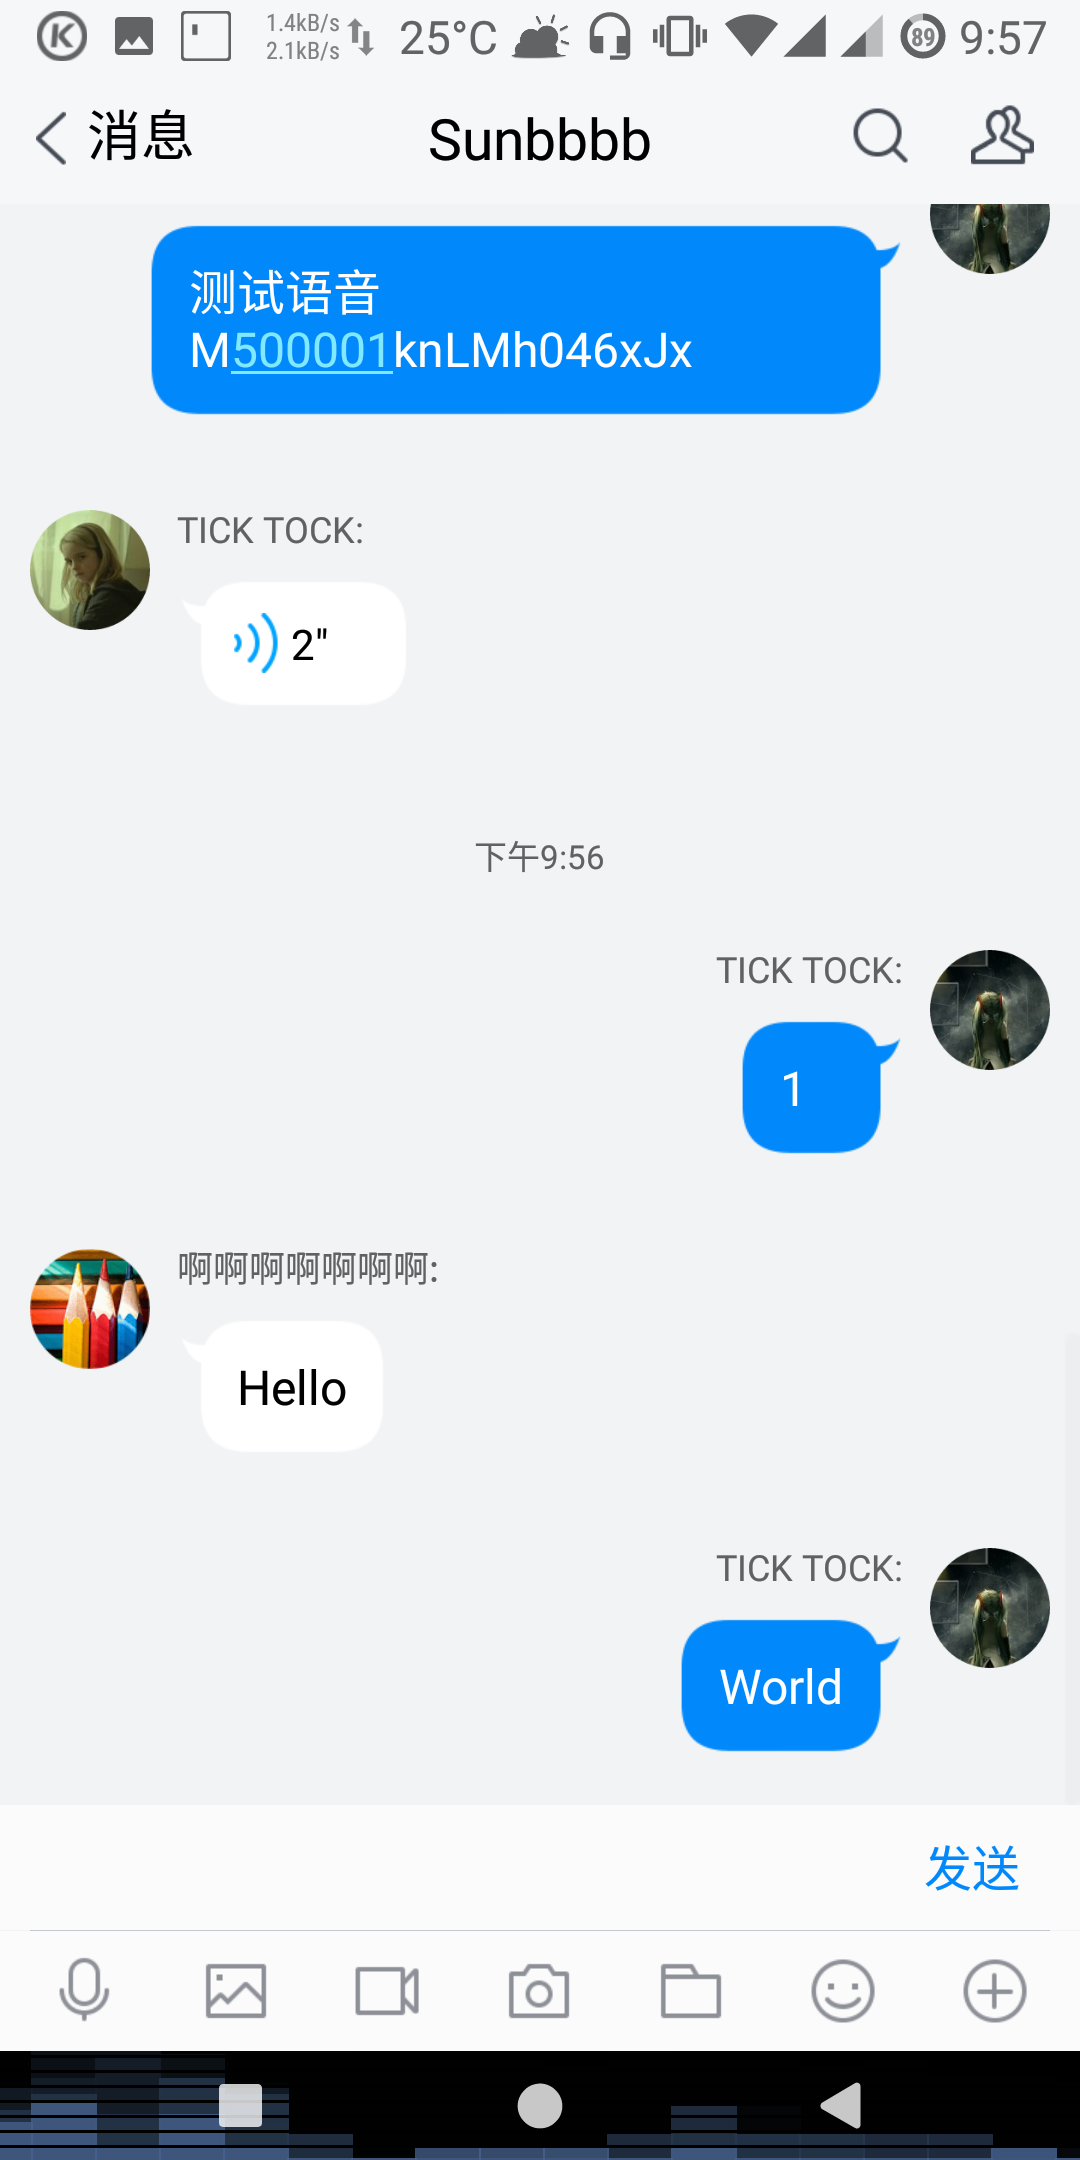 1.4kB/s
2.1kB/s
25°C
89
9:57
消息
Sunbbbb
测试语音
M500001knLMh046xJx
TICK TOCK:
2"
下午9:56
TICK TOCK:
1
啊啊啊啊啊啊啊:
Hello
TICK TOCK:
World
发送